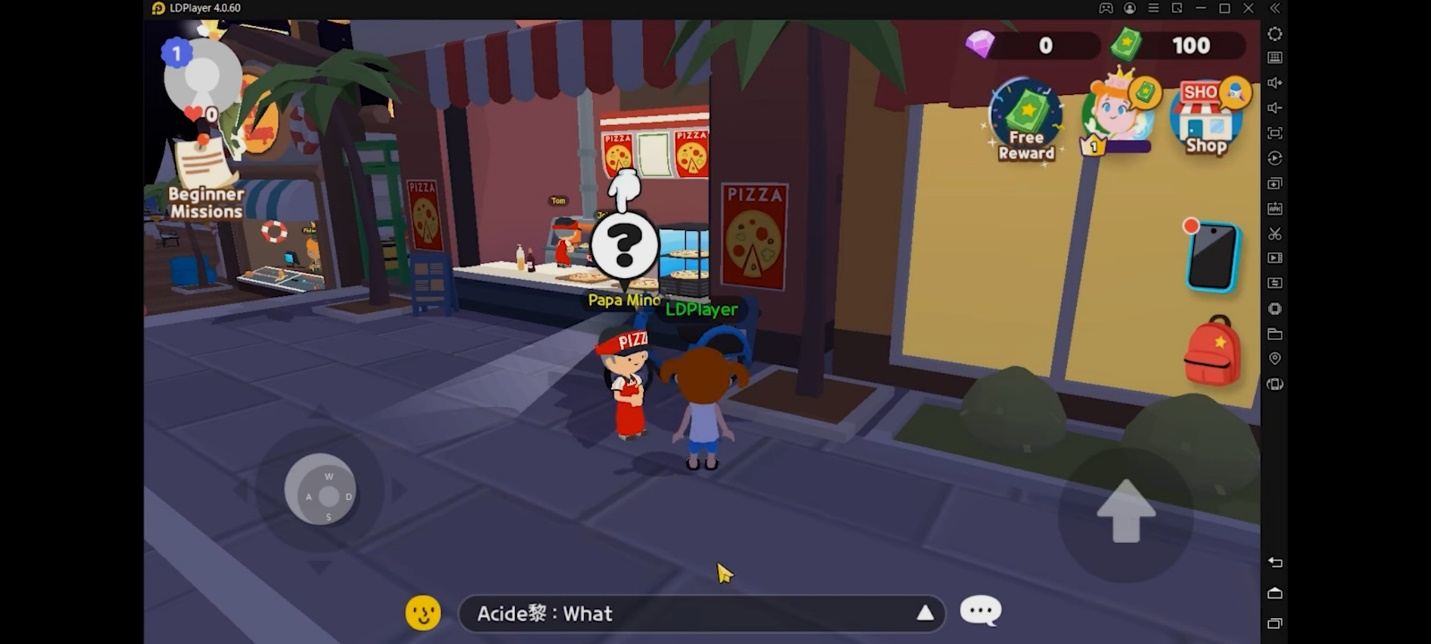 LDPlayer 4.0.60
1
0
100
0
SHO
Free
Reward
1
Shop
Beginner
Missions
PIZZA
PIZZA
PIZZA
PIZZA
Tom
?
Papa Mino
LDPlayer
PIZZ
W
A
D
S
Acide黎 : What